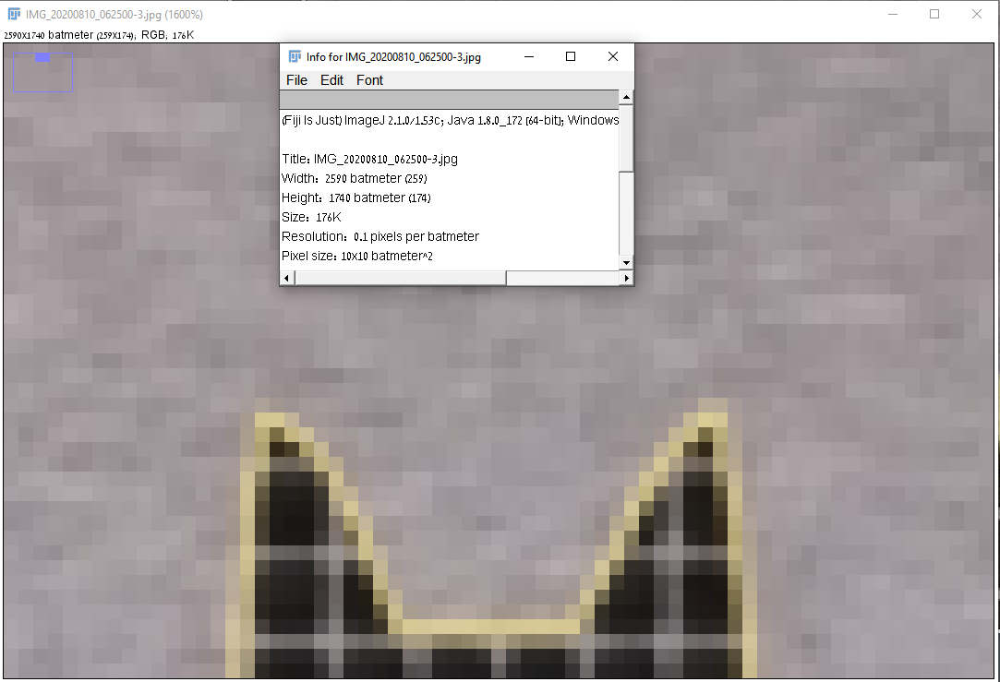 IMG_20200810_062500-3.jpg (1600%)
2590x1740 batmeter (259x174); RGB; 176K
Info for IMG_20200810_062500-3.jpg
File Edit Font
(Fiji Is Just) ImageJ 2.1.0/1.53c; Java 1.8.0_172 [64-bit]; Windows
Title: IMG_20200810_062500-3.jpg
Width: 2590 batmeter (259)
Height: 1740 batmeter (174)
Size: 176K
Resolution: 0.1 pixels per batmeter
Pixel size: 10x10 batmeter^2